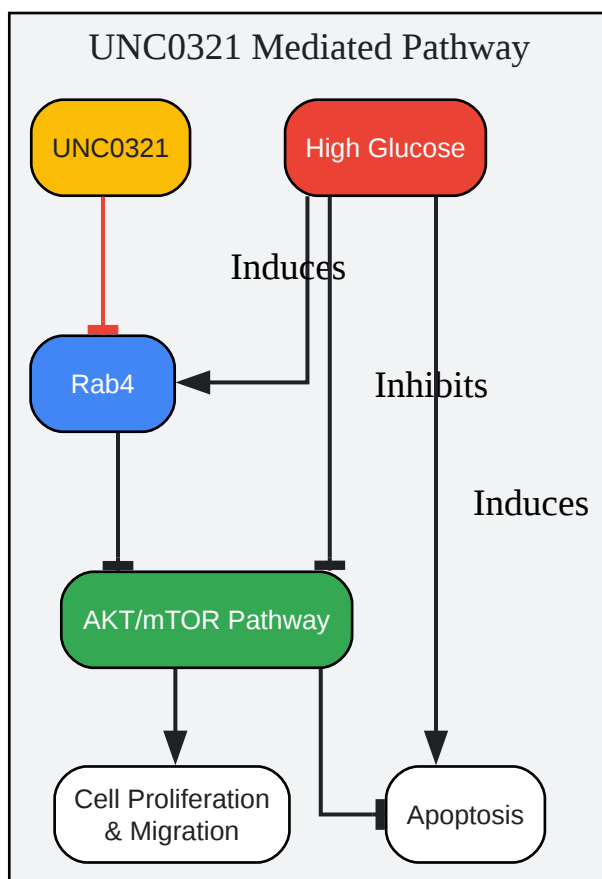 UNC0321 Mediated Pathway
UNC0321
High Glucose
Induces
Rab4
Inhibits
Induces
AKT/mTOR Pathway
Cell Proliferation
& Migration
Apoptosis